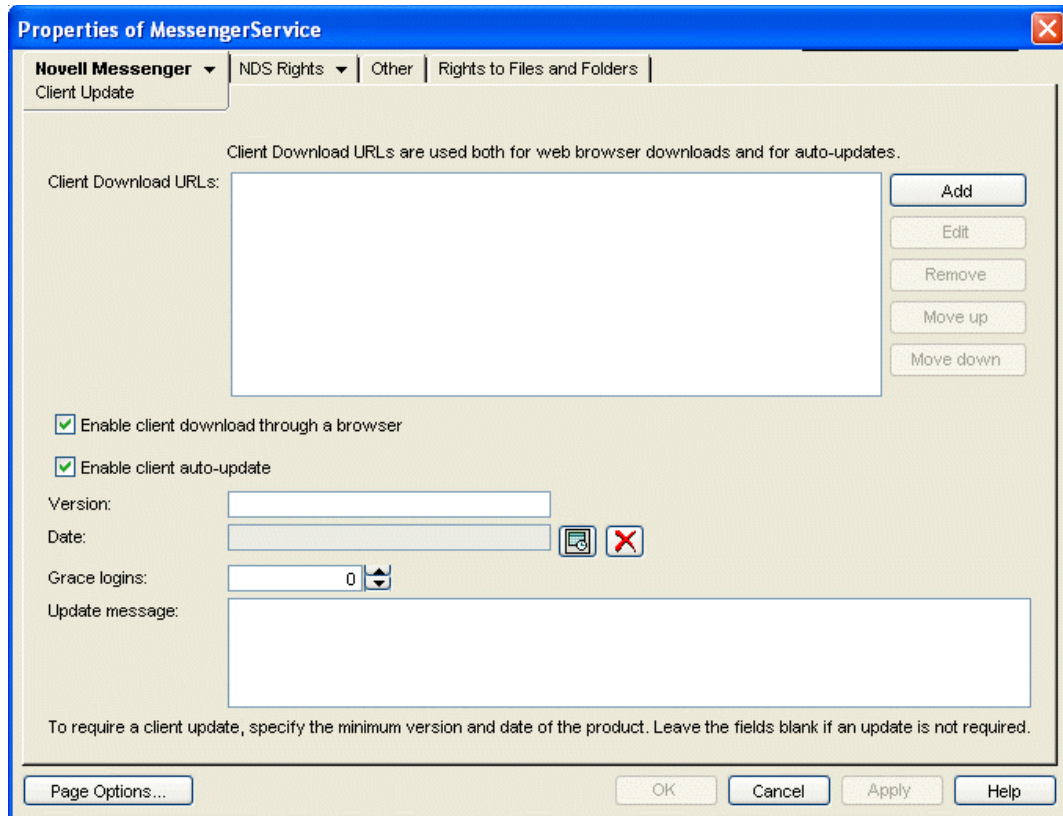 Properties of MessengerService
Novell Messenger
NDS Rights
Other
Rights to Files and Folders
Client Update
Client Download URLs are used both for web browser downloads and for auto-updates.
Client Download URLs:
Add
Edit
Remove
Move up
Move down
Enable client download through a browser
Enable client auto-update
Version:
Date:
Grace logins:
0
Update message:
To require a client update, specify the minimum version and date of the product. Leave the fields blank if an update is not required.
Page Options...
OK
Cancel
Apply
Help